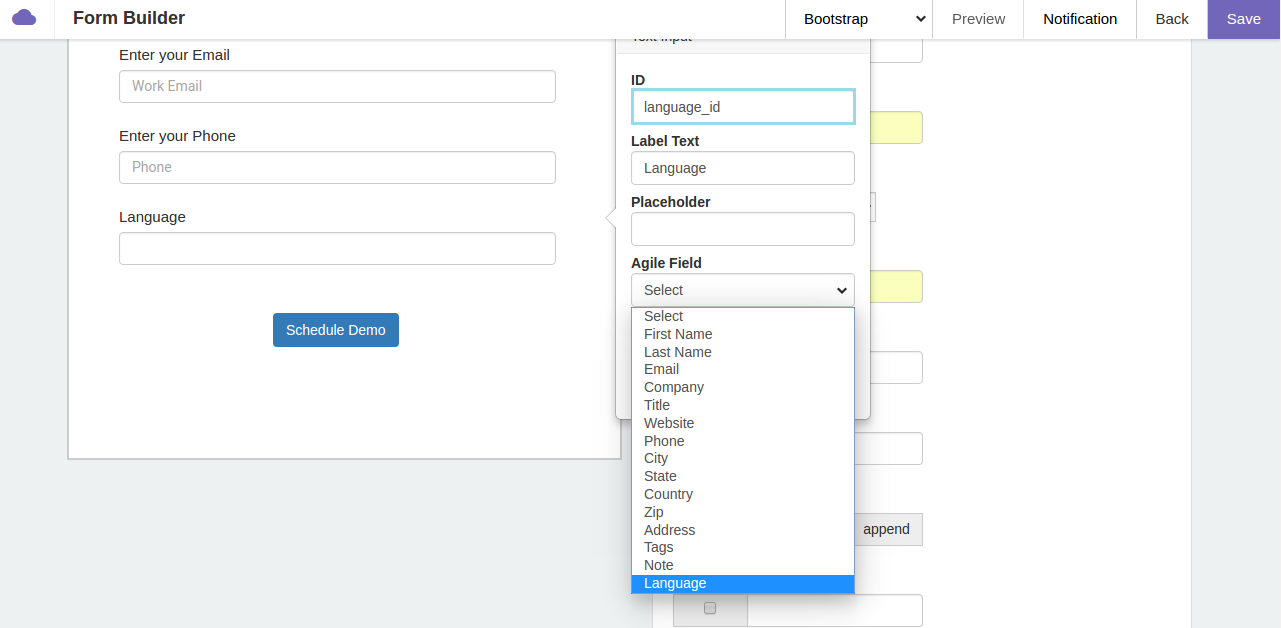 Form Builder
Bootstrap
Preview
Notification
Back
Save
Enter your Email
Work Email
Enter your Phone
Phone
Language
Schedule Demo
Text Input
ID
language_id
Label Text
Language
Placeholder
Agile Field
Select
Select
First Name
Last Name
Email
Company
Title
Website
Phone
City
State
Country
Zip
Address
Tags
Note
Language
append